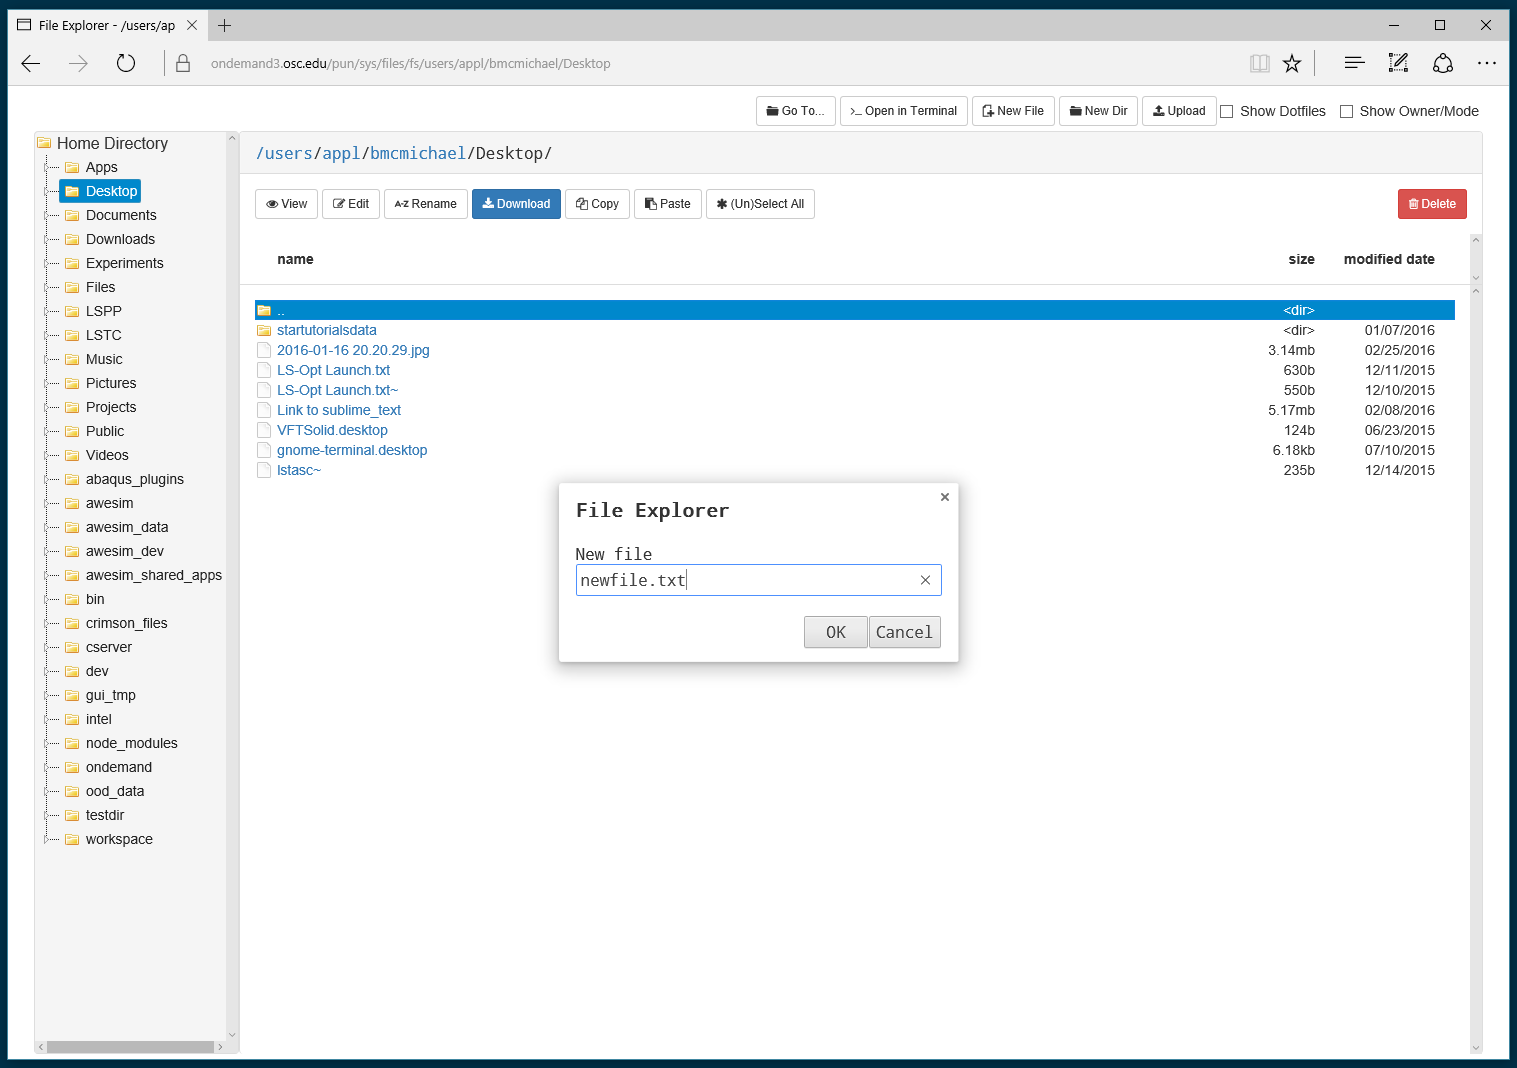 File Explorer - /users/ap
ondemand3.osc.edu/pun/sys/files/fs/users/appl/bmcmichael/Desktop
Go To... >_ Open in Terminal New File New Dir Upload Show Dotfiles Show Owner/Mode
Home Directory
Apps
Desktop
Documents
Downloads
Experiments
Files
LSPP
LSTC
Music
Pictures
Projects
Public
Videos
abaqus_plugins
awesim
awesim_data
awesim_dev
awesim_shared_apps
bin
crimson_files
cserver
dev
gui_tmp
intel
node_modules
ondemand
ood_data
testdir
workspace
/users/appl/bmcmichael/Desktop/
View Edit A-Z Rename Download Copy Paste (Un)Select All Delete
name size modified date
.. <dir>
startutorialsdata <dir> 01/07/2016
2016-01-16 20.20.29.jpg 3.14mb 02/25/2016
LS-Opt Launch.txt 630b 12/11/2015
LS-Opt Launch.txt~ 550b 12/10/2015
Link to sublime_text 5.17mb 02/08/2016
VFTSolid.desktop 124b 06/23/2015
gnome-terminal.desktop 6.18kb 07/10/2015
lstasc~ 235b 12/14/2015
File Explorer
New file
newfile.txt
OK Cancel